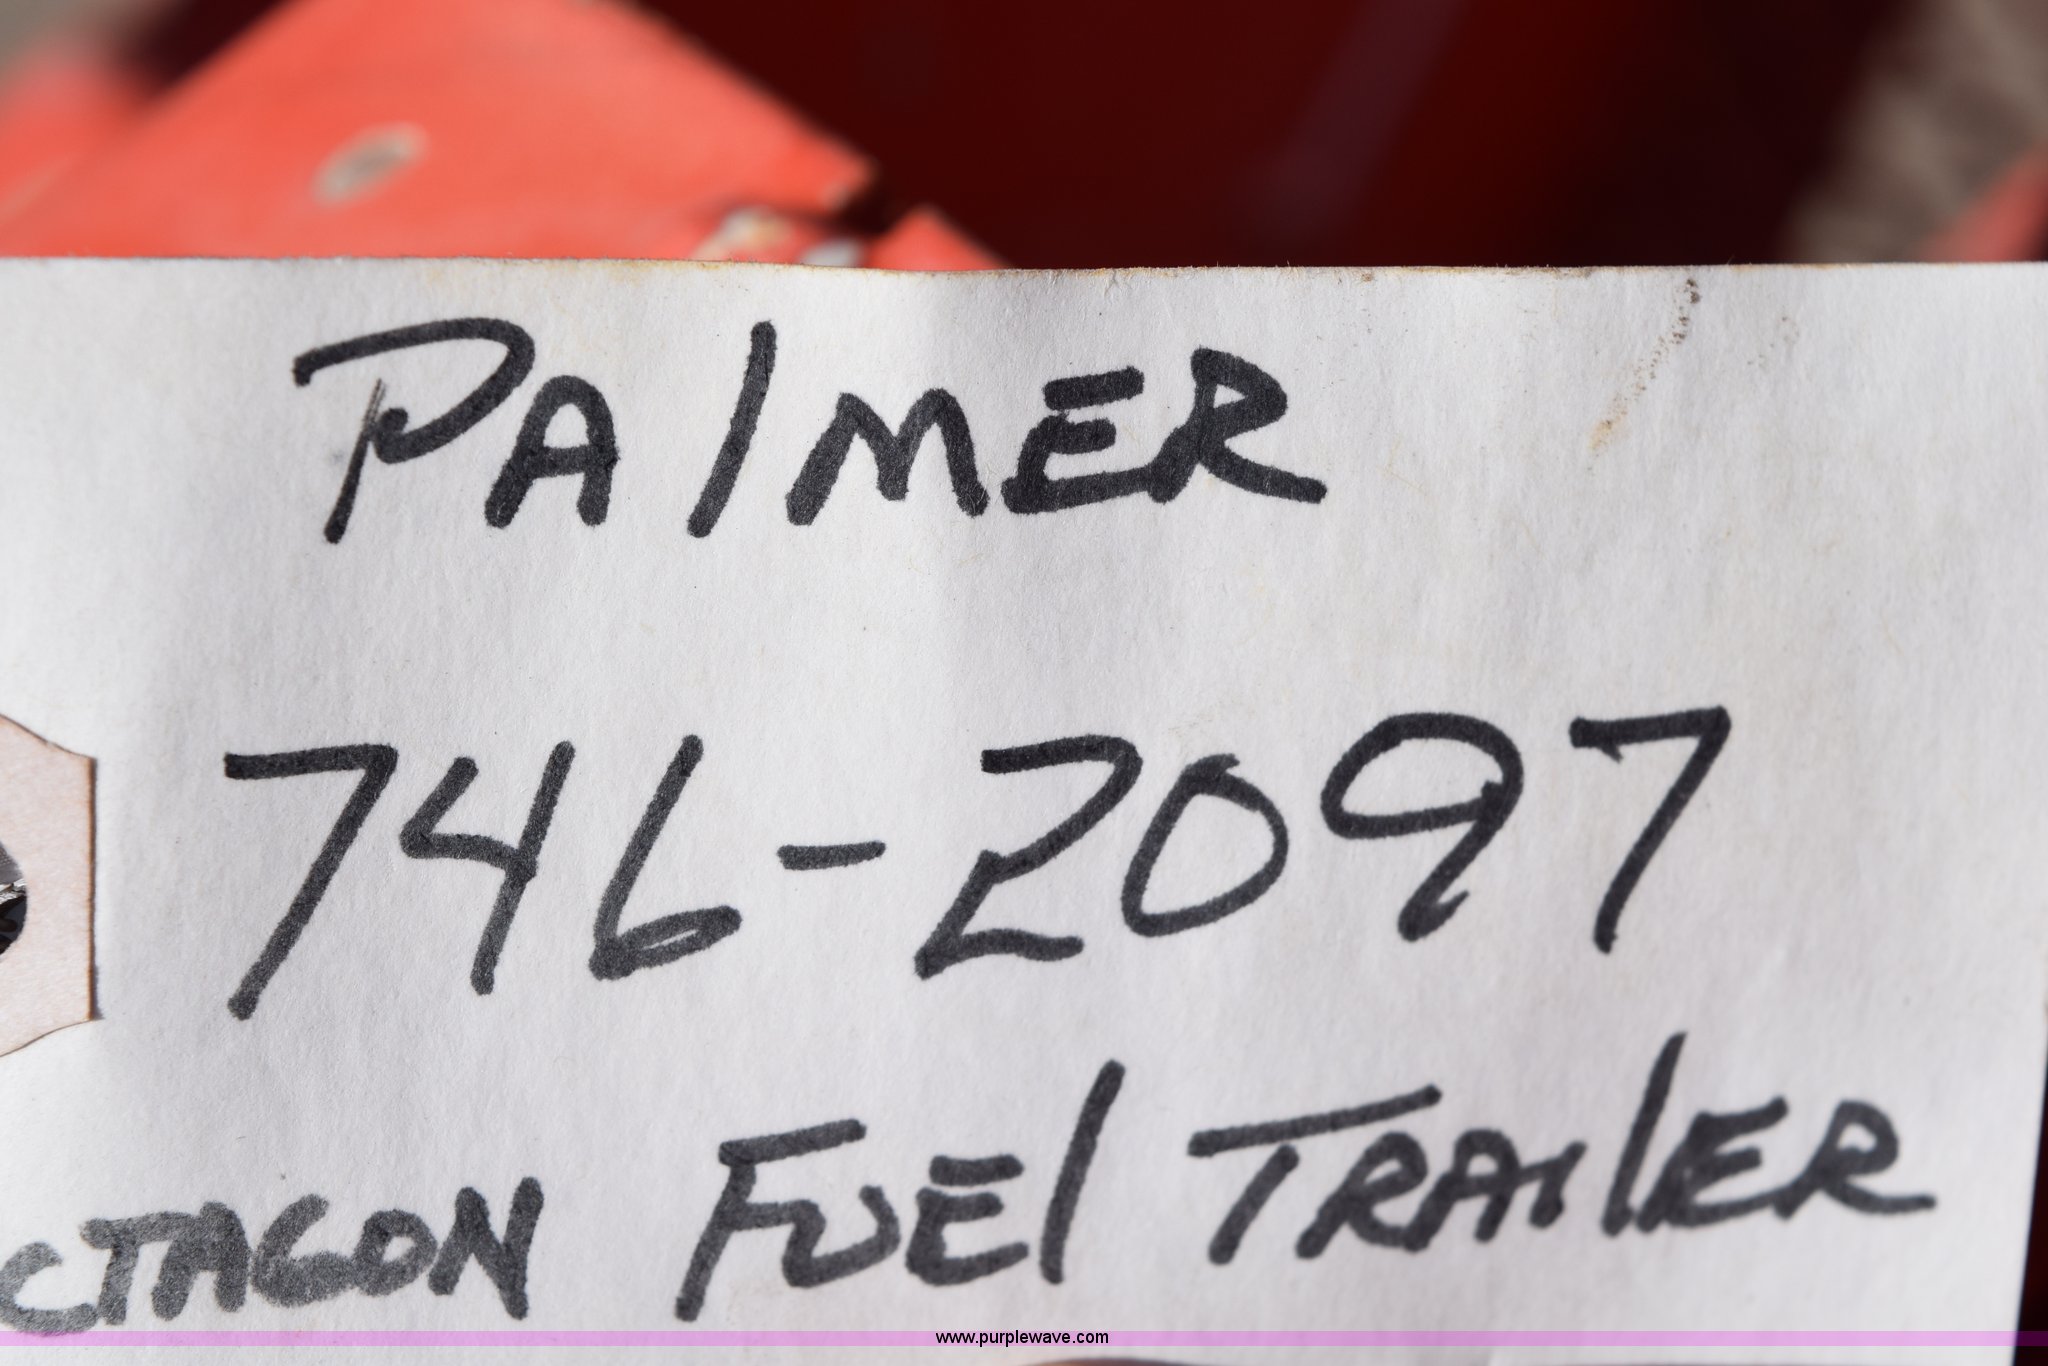 PAlMER
746-2097
CTAGON FUEl TRAIlER
www.purplewave.com